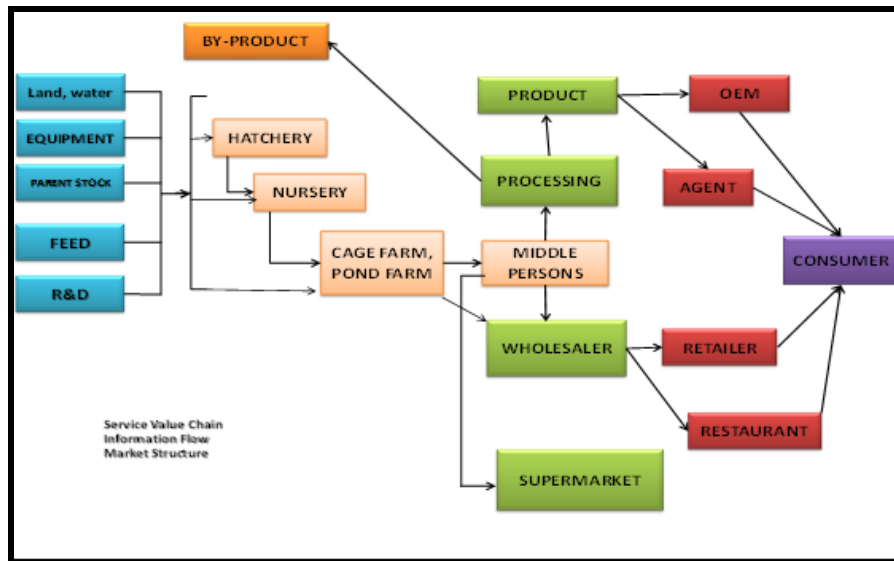 BY-PRODUCT
Land, water
EQUIPMENT
PARENT STOCK
FEED
R&D
HATCHERY
NURSERY
CAGE FARM,
POND FARM
MIDDLE
PERSONS
PRODUCT
PROCESSING
WHOLESALER
SUPERMARKET
OEM
AGENT
RETAILER
RESTAURANT
CONSUMER
Service Value Chain
Information Flow
Market Structure